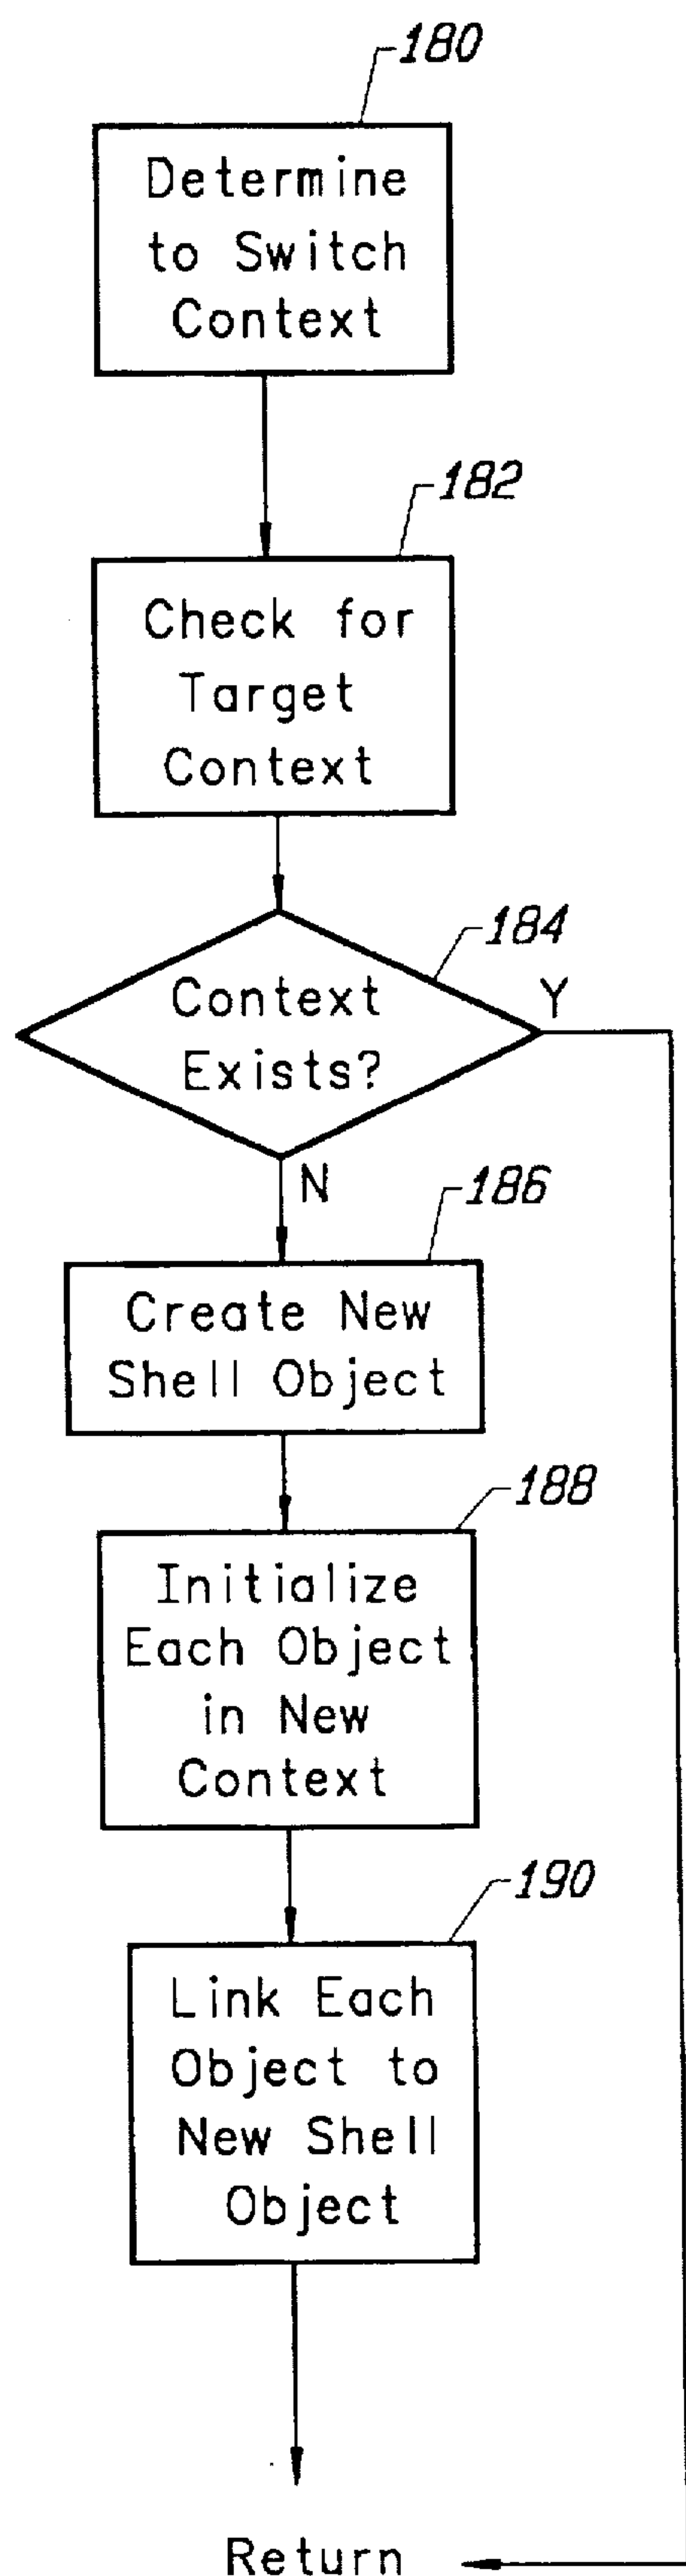 180
Determine
to Switch
Context
182
Check for
Target
Context
184
Context
Exists?
Y
N
186
Create New
Shell Object
188
Initialize
Each Object
in New
Context
190
Link Each
Object to
New Shell
Object
Return